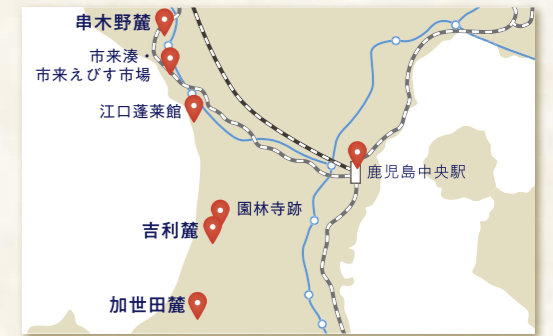 串木野麓
市来湊・
市来えびす市場
江口蓬莱館
鹿児島中央駅
園林寺跡
吉利麓
加世田麓